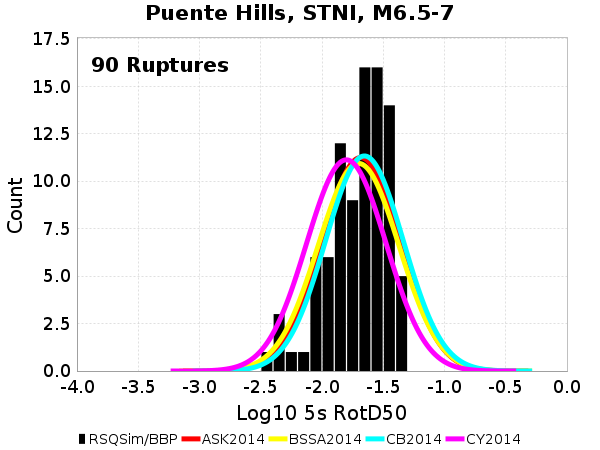 Puente Hills, STNI, M6.5-7
90 Ruptures
Count
17.5
15.0
12.5
10.0
7.5
5.0
2.5
0.0
-4.0 -3.5 -3.0 -2.5 -2.0 -1.5 -1.0 -0.5 0.0
Log10 5s RotD50
RSQSim/BBP ASK2014 BSSA2014 CB2014 CY2014